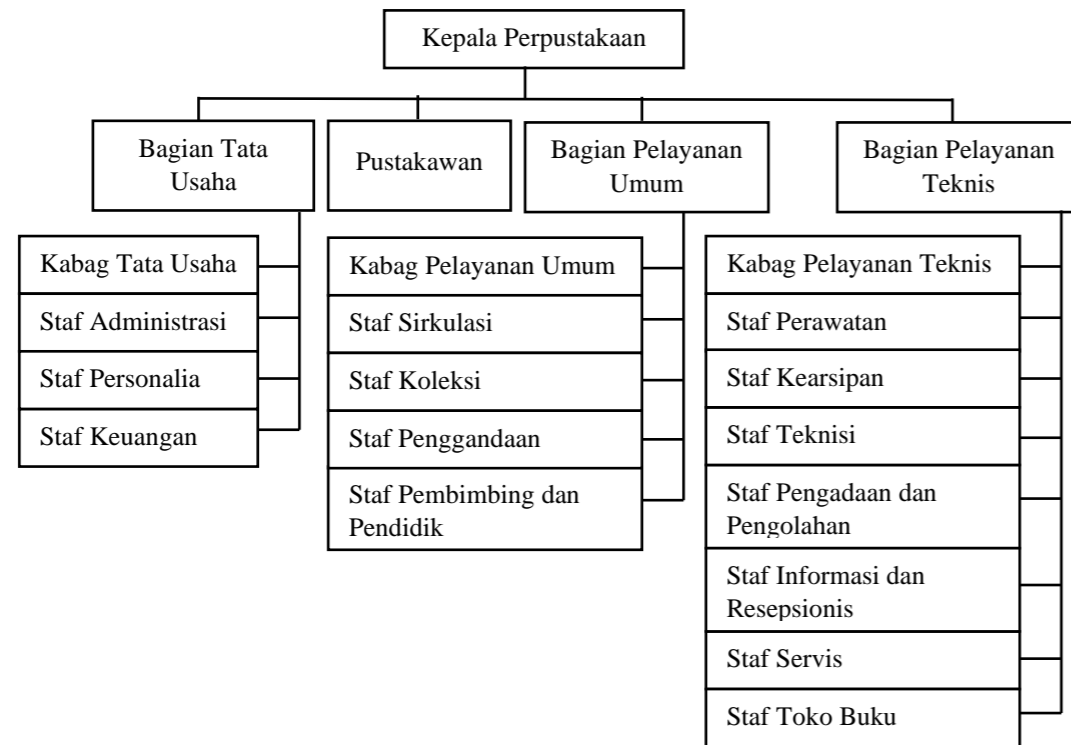 Kepala Perpustakaan
Bagian Tata
Usaha
Pustakawan
Bagian Pelayanan
Umum
Bagian Pelayanan
Teknis
Kabag Tata Usaha
Staf Administrasi
Staf Personalia
Staf Keuangan
Kabag Pelayanan Umum
Staf Sirkulasi
Staf Koleksi
Staf Penggandaan
Staf Pembimbing dan
Pendidik
Kabag Pelayanan Teknis
Staf Perawatan
Staf Kearsipan
Staf Teknisi
Staf Pengadaan dan
Pengolahan
Staf Informasi dan
Resepsionis
Staf Servis
Staf Toko Buku